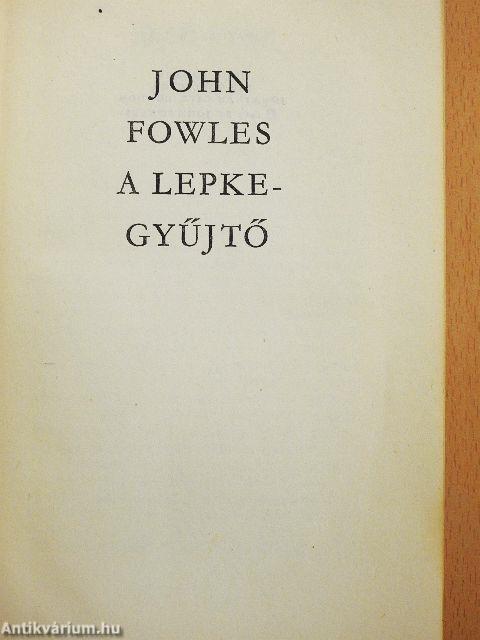 JOHN
FOWLES
A LEPKE-
GYŰJTŐ
Antikvárium.hu